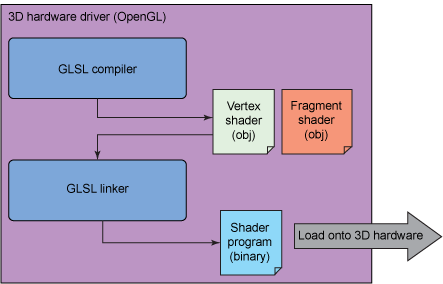 3D hardware driver (OpenGL)
GLSL compiler
Vertex
shader
(obj)
Fragment
shader
(obj)
GLSL linker
Shader
program
(binary)
Load onto 3D hardware